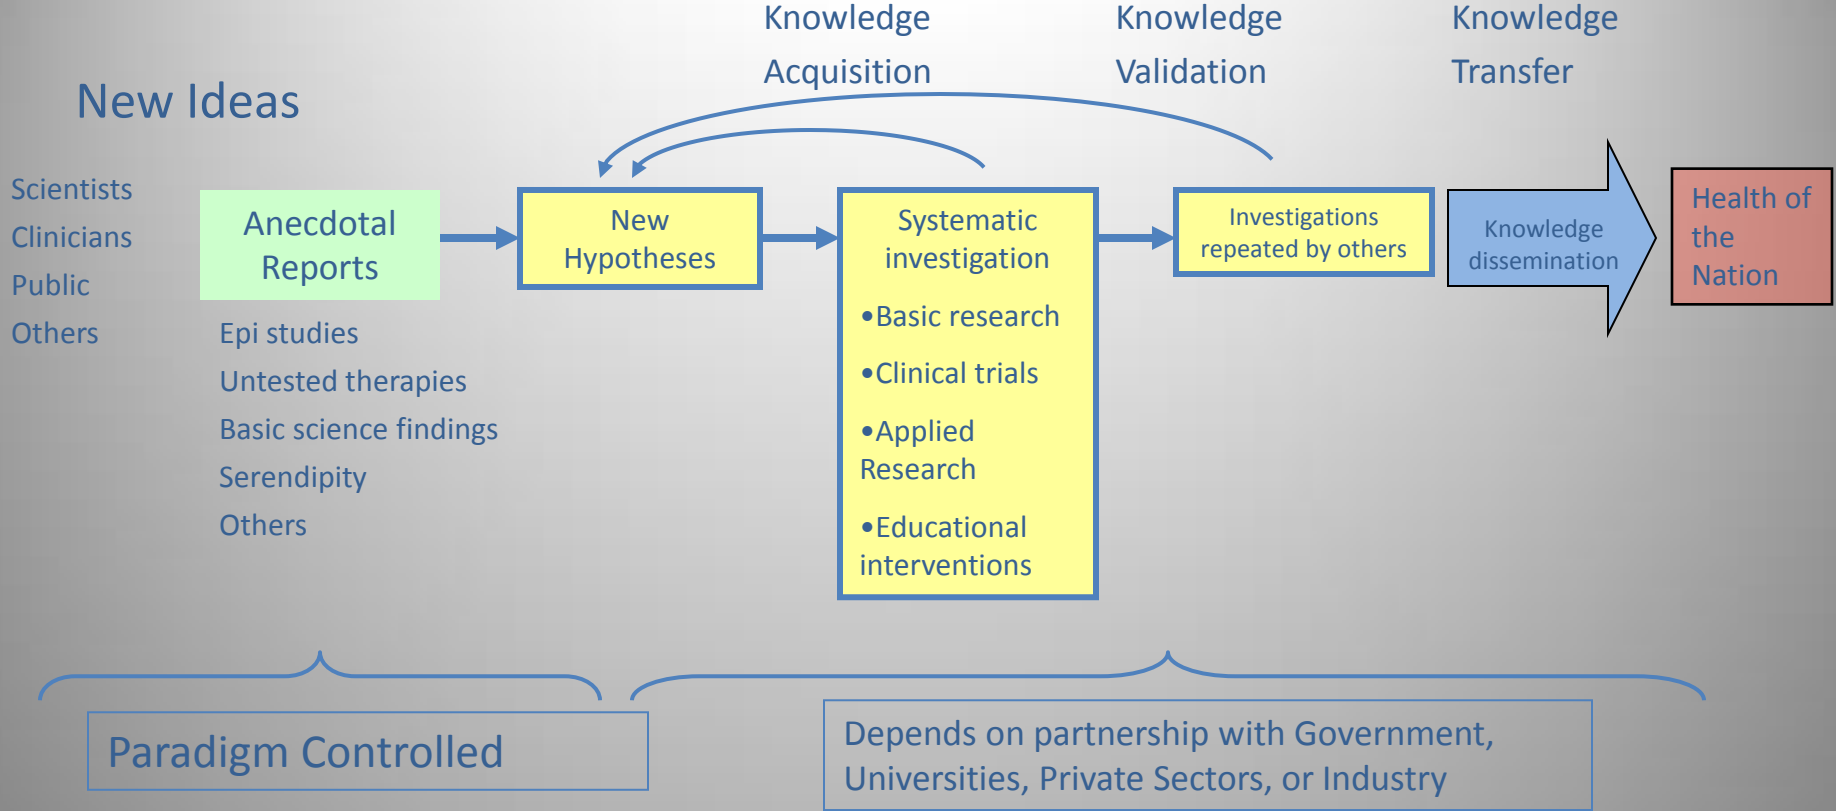 Knowledge
Acquisition
Knowledge
Validation
Knowledge
Transfer
New Ideas
Scientists
Clinicians
Public
Others
Anecdotal
Reports
Epi studies
Untested therapies
Basic science findings
Serendipity
Others
New
Hypotheses
Systematic
investigation
•Basic research
•Clinical trials
•Applied
Research
•Educational
interventions
Investigations
repeated by others
Knowledge
dissemination
Health of
the
Nation
Paradigm Controlled
Depends on partnership with Government,
Universities, Private Sectors, or Industry